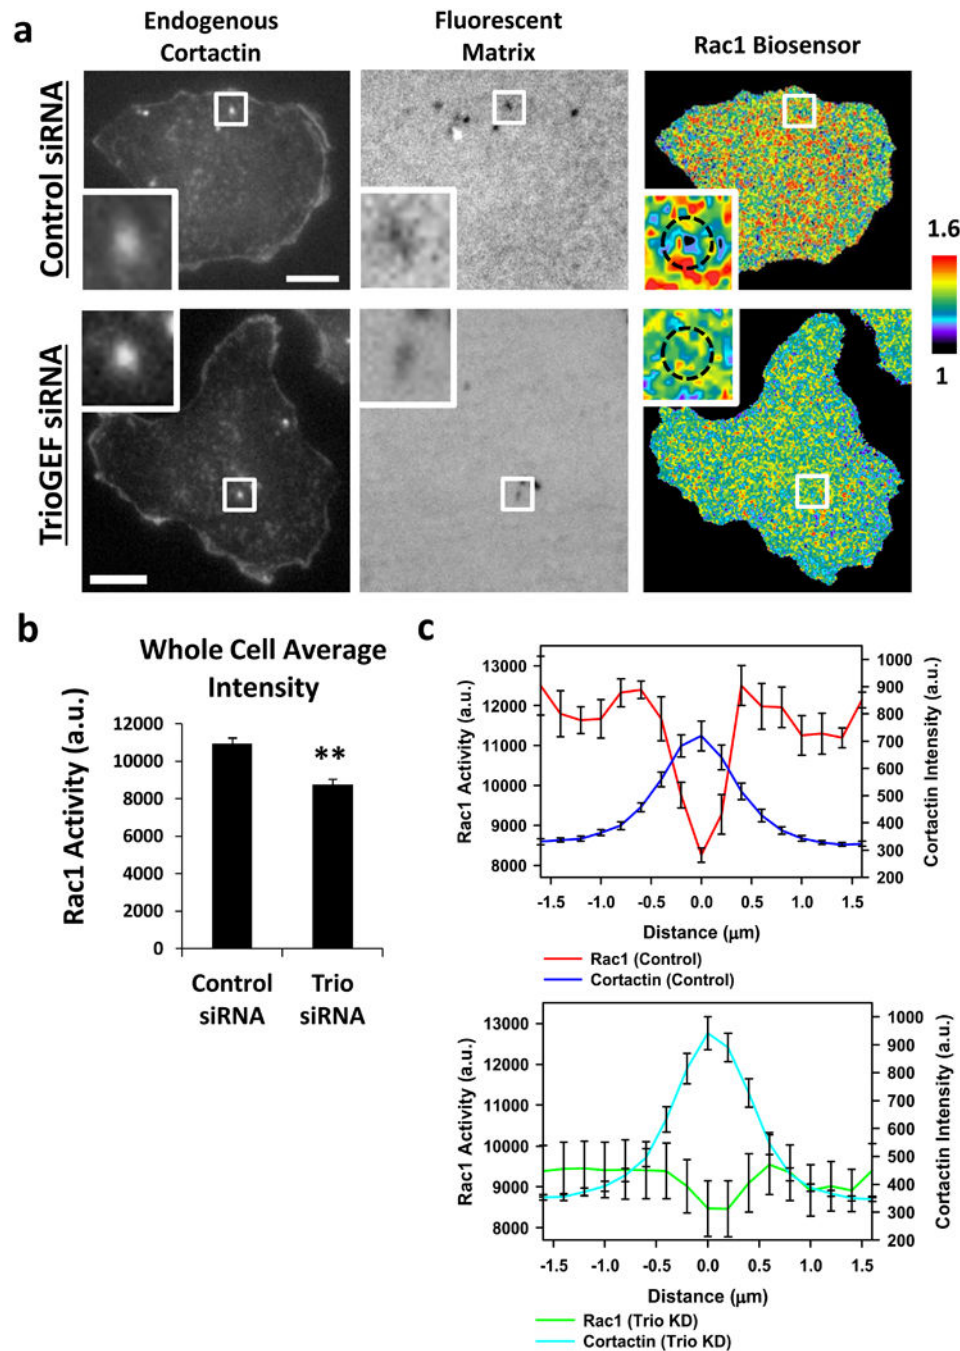 a
Endogenous
Cortactin
Fluorescent
Matrix
Rac1 Biosensor
Control siRNA
TrioGEF siRNA
1.6
1
b
Whole Cell Average
Intensity
Rac1 Activity (a.u.)
12000
10000
8000
6000
4000
2000
0
**
Control
siRNA
Trio
siRNA
c
Rac1 Activity (a.u.)
13000
12000
11000
10000
9000
8000
Cortactin Intensity (a.u.)
1000
900
800
700
600
500
400
300
200
-1.5 -1.0 -0.5 0.0 0.5 1.0 1.5
Distance (μm)
Rac1 (Control)
Cortactin (Control)
Rac1 Activity (a.u.)
13000
12000
11000
10000
9000
8000
Cortactin Intensity (a.u.)
1000
900
800
700
600
500
400
300
200
-1.5 -1.0 -0.5 0.0 0.5 1.0 1.5
Distance (μm)
Rac1 (Trio KD)
Cortactin (Trio KD)